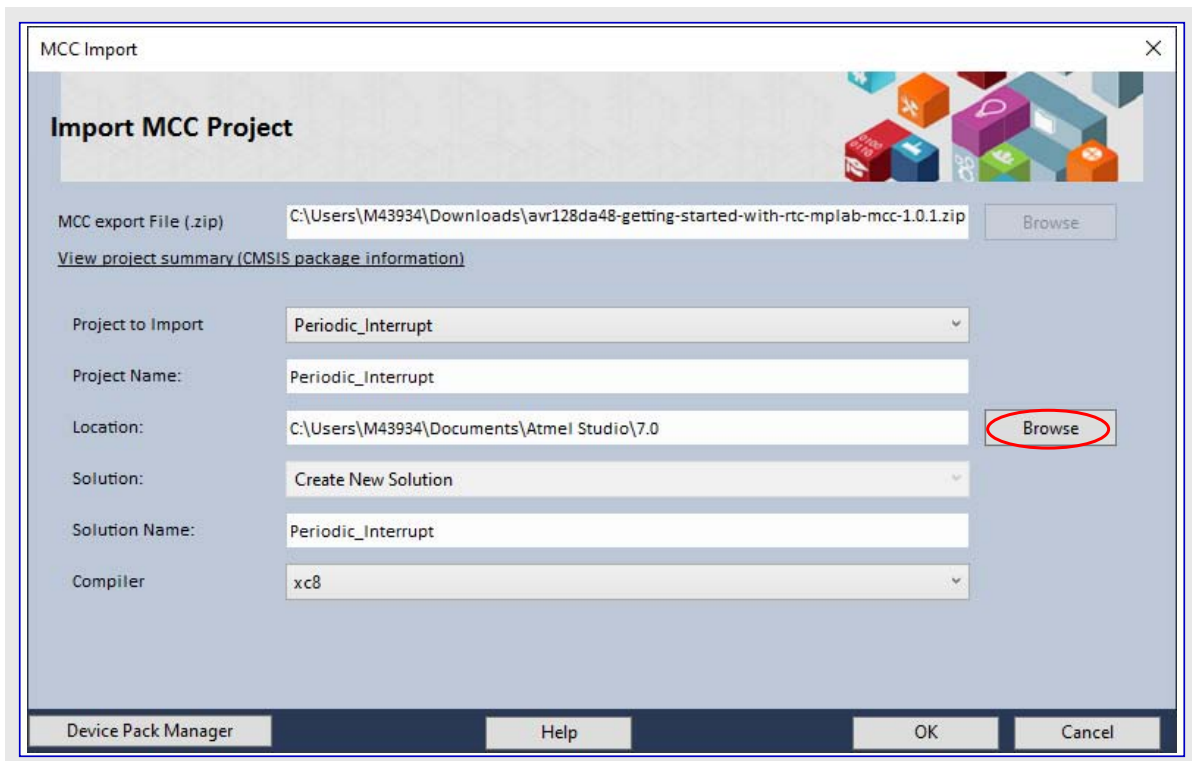 MCC Import
Import MCC Project
0100
0110
MCC export File (.zip) C:\Users\M43934\Downloads\avr128da48-getting-started-with-rtc-mplab-mcc-1.0.1.zip Browse
View project summary (CMSIS package information)
Project to Import Periodic_Interrupt
Project Name: Periodic_Interrupt
Location: C:\Users\M43934\Documents\Atmel Studio\7.0 Browse
Solution: Create New Solution
Solution Name: Periodic_Interrupt
Compiler xc8
Device Pack Manager Help OK Cancel